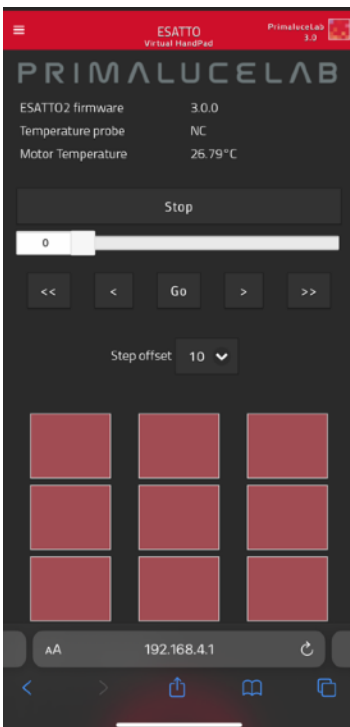 ESATTO
Virtual HandPad
PrimaluceLab
3.0
PRIMALUCELAB
ESATTO2 firmware 3.0.0
Temperature probe NC
Motor Temperature 26.79°C
Stop
0
<< < Go > >>
Step offset 10
AA 192.168.4.1